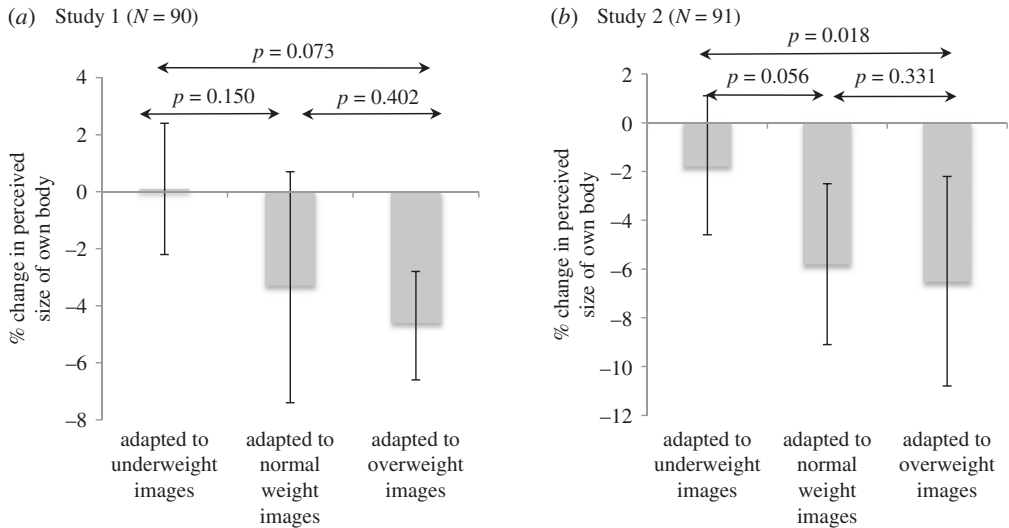 (a) Study 1 (N = 90)
p = 0.073
p = 0.150
p = 0.402
4
2
0
–2
–4
–6
–8
% change in perceived
size of own body
adapted to
underweight
images
adapted to
normal
weight
images
adapted to
overweight
images
(b) Study 2 (N = 91)
p = 0.018
p = 0.056
p = 0.331
2
0
–2
–4
–6
–8
–10
–12
% change in perceived
size of own body
adapted to
underweight
images
adapted to
normal
weight
images
adapted to
overweight
images